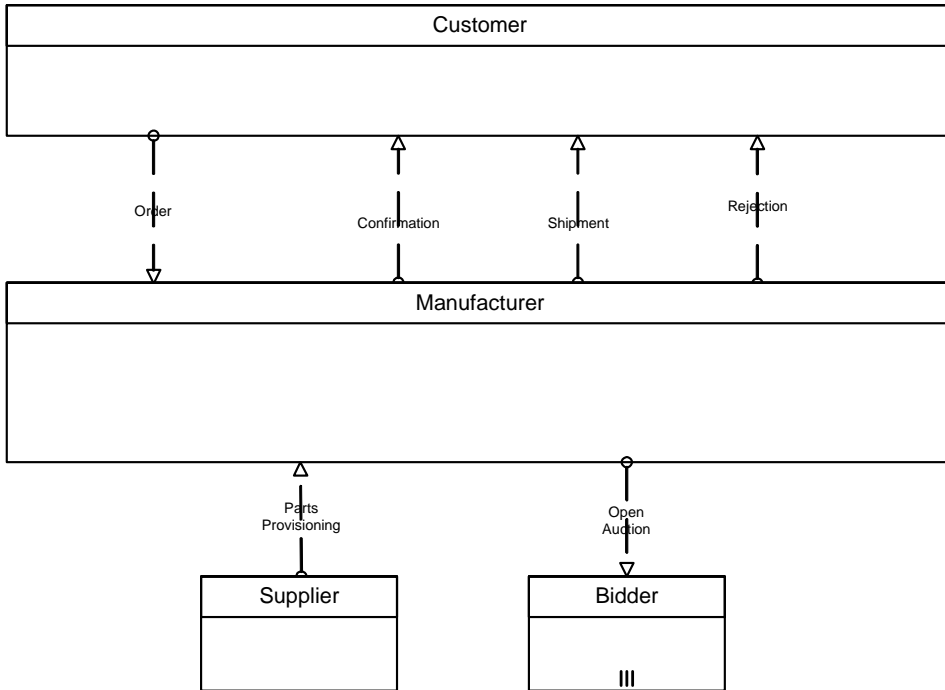 Customer
Order
Confirmation
Shipment
Rejection
Manufacturer
Parts
Provisioning
Open
Auction
Supplier
Bidder